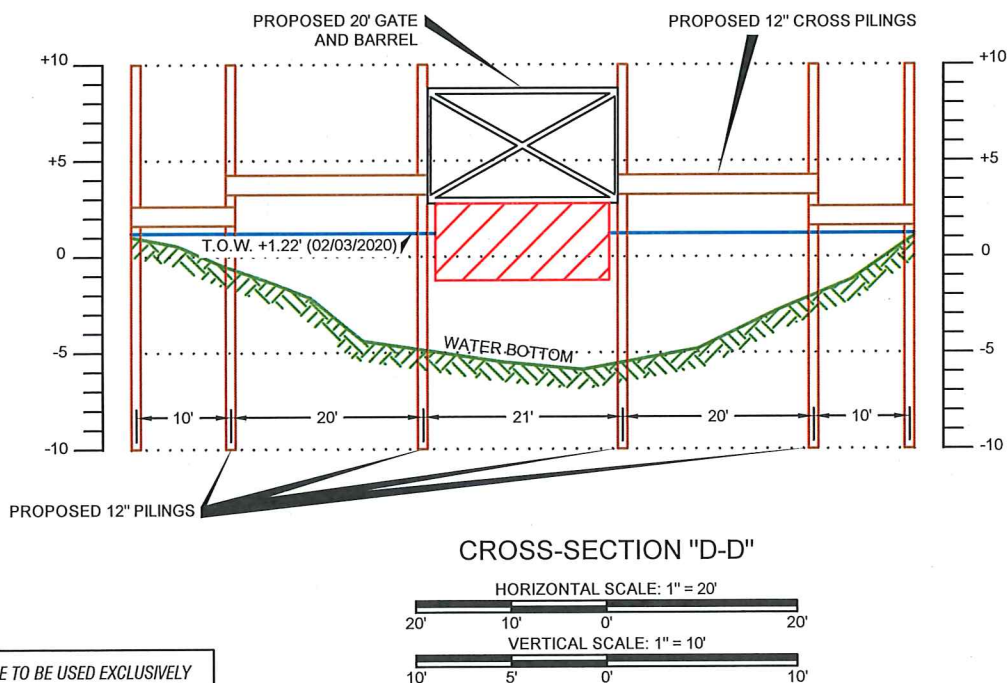 PROPOSED 20' GATE
AND BARREL
PROPOSED 12" CROSS PILINGS
+10
+10
+5
+5
T.O.W. +1.22' (02/03/2020)
0
0
WATER BOTTOM
-5
-5
10'
20'
21'
20'
10'
-10
-10
PROPOSED 12" PILINGS
CROSS-SECTION "D-D"
HORIZONTAL SCALE: 1" = 20'
20'
10'
0'
20'
VERTICAL SCALE: 1" = 10'
10'
5'
0'
10'
E TO BE USED EXCLUSIVELY